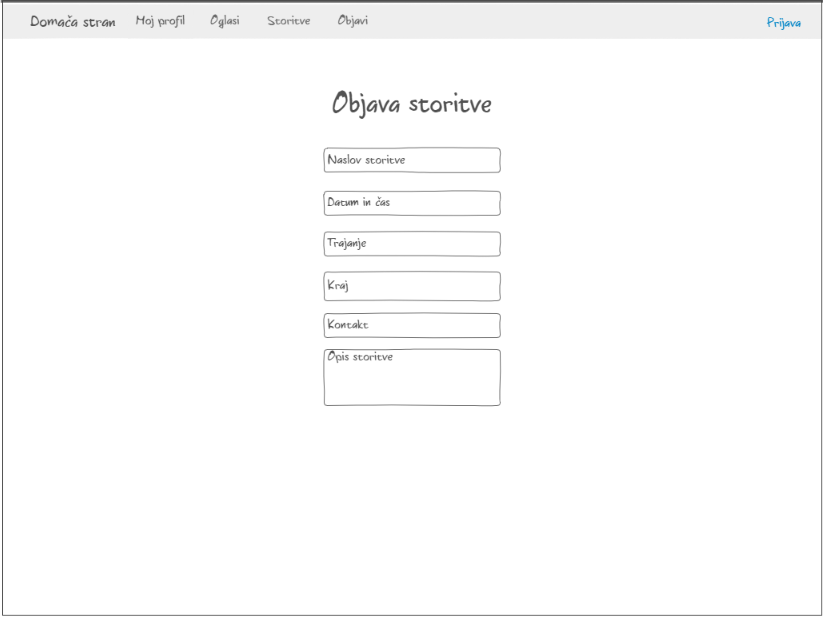 Domača stran Moj profil Oglasi Storitve Objavi Prijava
Objava storitve
Naslov storitve
Datum in čas
Trajanje
Kraj
Kontakt
Opis storitve